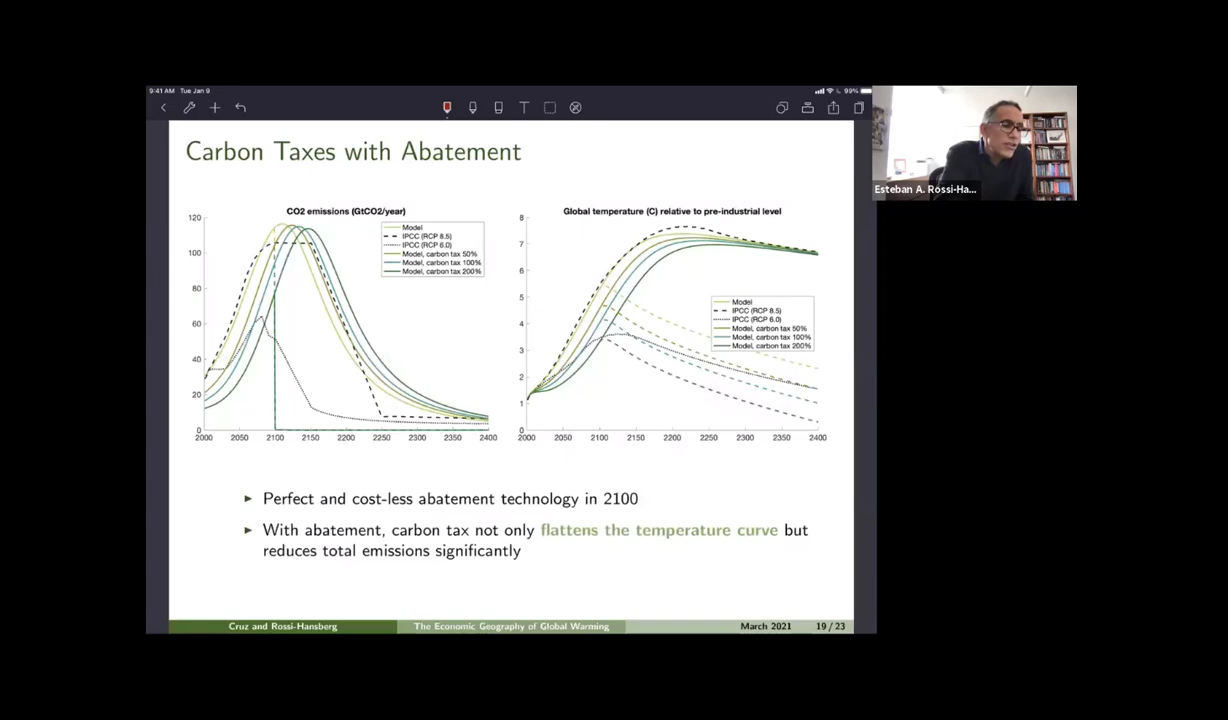 9:41 AM Tue Jan 9
99%
Esteban A. Rossi-Ha...
Carbon Taxes with Abatement
CO2 emissions (GtCO2/year)
120
100
80
60
40
20
0
2000 2050 2100 2150 2200 2250 2300 2350 2400
Model
IPCC (RCP 8.5)
IPCC (RCP 6.0)
Model, carbon tax 50%
Model, carbon tax 100%
Model, carbon tax 200%
Global temperature (C) relative to pre-industrial level
8
7
6
5
4
3
2
1
0
2000 2050 2100 2150 2200 2250 2300 2350 2400
Model
IPCC (RCP 8.5)
IPCC (RCP 6.0)
Model, carbon tax 50%
Model, carbon tax 100%
Model, carbon tax 200%
Perfect and cost-less abatement technology in 2100
With abatement, carbon tax not only flattens the temperature curve but
reduces total emissions significantly
Cruz and Rossi-Hansberg The Economic Geography of Global Warming March 2021 19 / 23